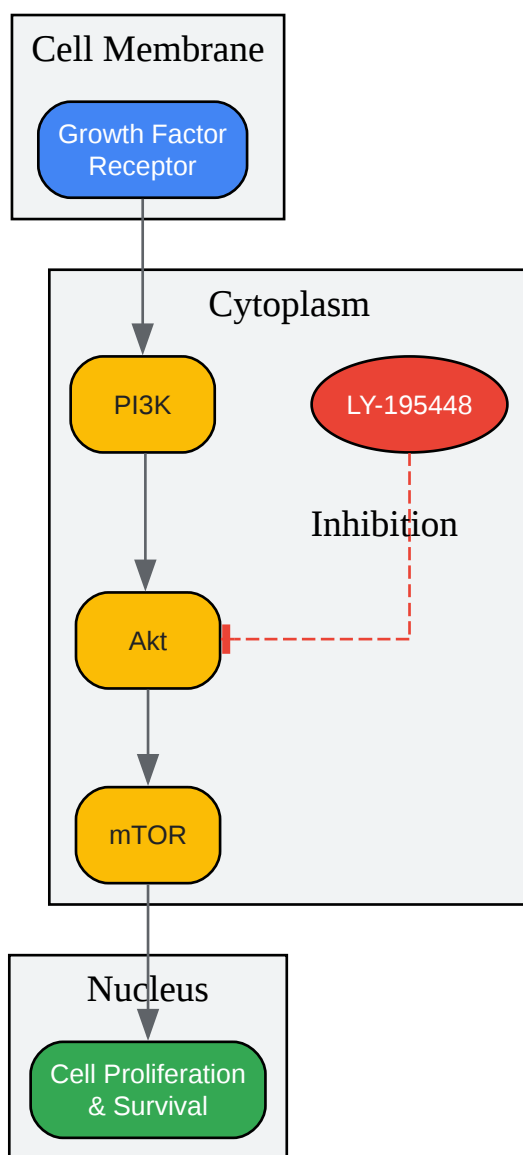 Cell Membrane
Growth Factor
Receptor
Cytoplasm
PI3K
LY-195448
Inhibition
Akt
mTOR
Nucleus
Cell Proliferation
& Survival